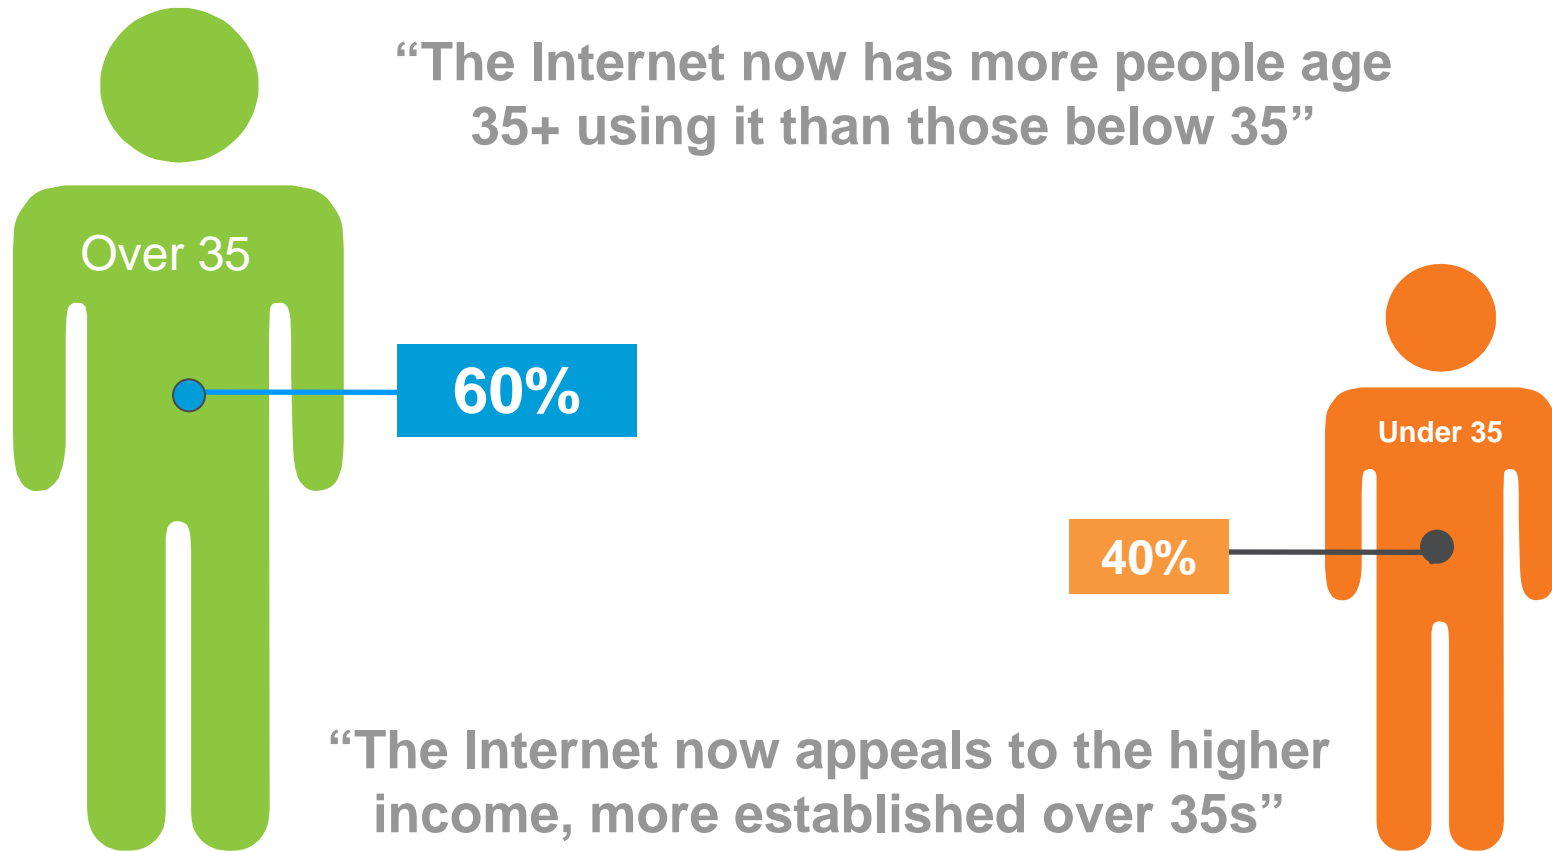 “The Internet now has more people age
35+ using it than those below 35”
Over 35
60%
Under 35
40%
“The Internet now appeals to the higher
income, more established over 35s”